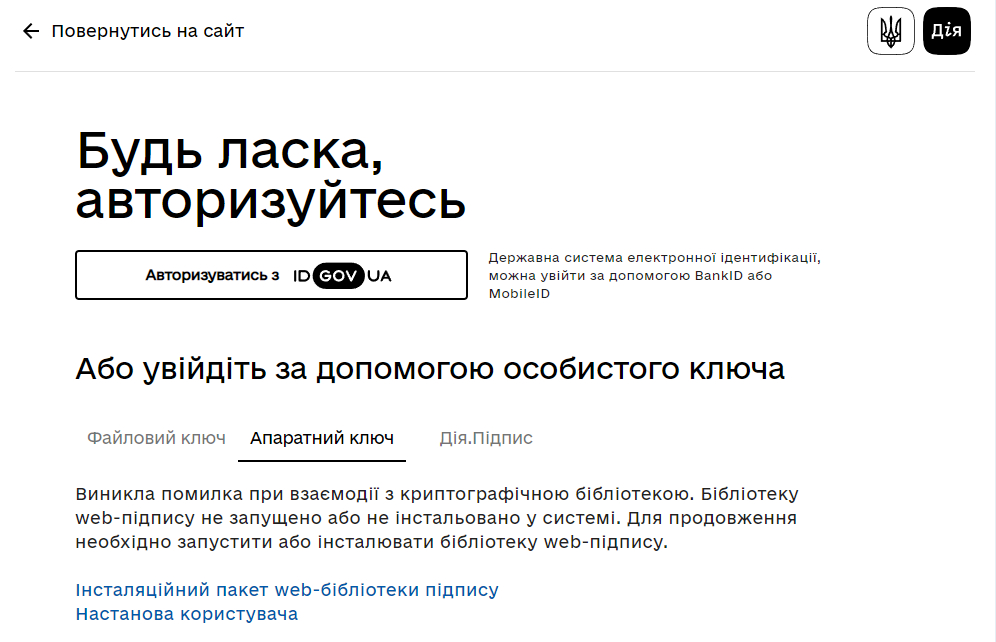 Повернутись на сайт
Дія
Будь ласка,
авторизуйтесь
Авторизуватись з ID GOV UA
Державна система електронної ідентифікації,
можна увійти за допомогою BankID або
MobileID
Або увійдіть за допомогою особистого ключа
Файловий ключ Апаратний ключ Дія.Підпис
Виникла помилка при взаємодії з криптографічною бібліотекою. Бібліотеку
web-підпису не запущено або не інстальовано у системі. Для продовження
необхідно запустити або інсталювати бібліотеку web-підпису.
Інсталяційний пакет web-бібліотеки підпису
Настанова користувача